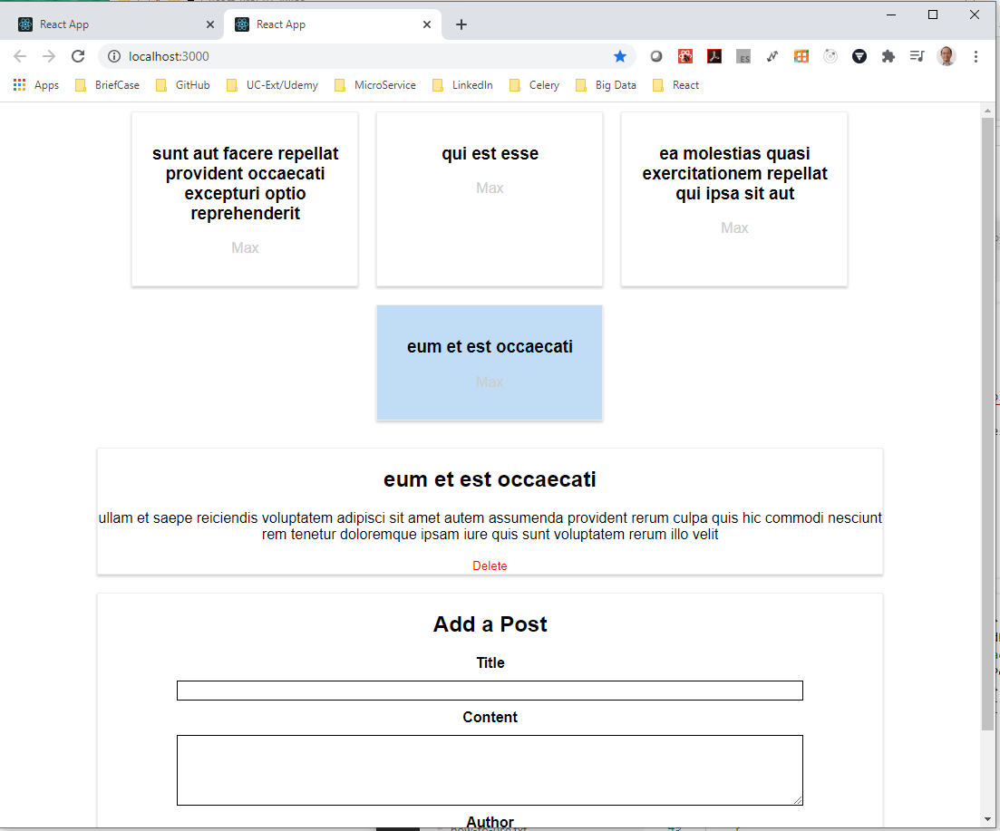 React App
React App
localhost:3000
ES
Apps BriefCase GitHub UC-Ext/Udemy MicroService LinkedIn Celery Big Data React
sunt aut facere repellat
provident occaecati
excepturi optio
reprehenderit
Max
qui est esse
Max
ea molestias quasi
exercitationem repellat
qui ipsa sit aut
Max
eum et est occaecati
Max
eum et est occaecati
ullam et saepe reiciendis voluptatem adipisci sit amet autem assumenda provident rerum culpa quis hic commodi nesciunt
rem tenetur doloremque ipsam iure quis sunt voluptatem rerum illo velit
Delete
Add a Post
Title
Content
Author